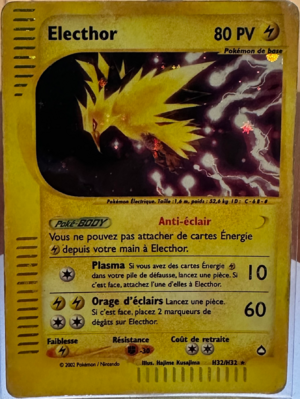 Electhor 80 PV
Pokémon de base
Pokémon Électrique, Taille : 1,6 m, poids : 52,6 kg
Poké-BODY Anti-éclair
Vous ne pouvez pas attacher de cartes Énergie
depuis votre main à Electhor.
Plasma Si vous avez des cartes Énergie
dans votre pile de défausse, lancez une pièce. Si
c'est face, attachez l'une d'elles à Electhor.
10
Orage d'éclairs Lancez une pièce.
Si c'est face, placez 2 marqueurs de
dégâts sur Electhor.
60
Faiblesse Résistance Coût de retraite
-30
Illus. Hajime Kusajima H32/H32
© 2002 Pokémon / Nintendo